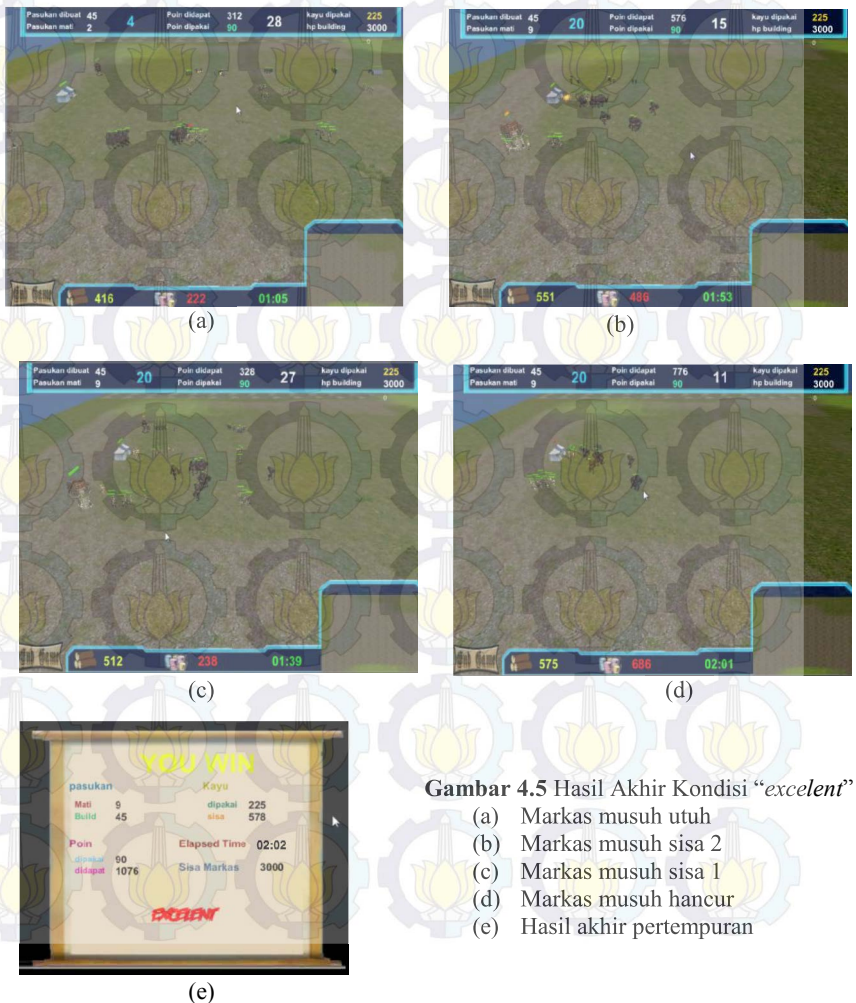 Pasukan dibuat 45 4 Poin didapat 312 28 kayu dipakai 225
Pasukan mati 2 Poin dipakai 90 hp building 3000
0
416 222 01:05
(a)
Pasukan dibuat 45 20 Poin didapat 576 15 kayu dipakai 225
Pasukan mati 9 Poin dipakai 90 hp building 3000
0
551 486 01:53
(b)
Pasukan dibuat 45 20 Poin didapat 328 27 kayu dipakai 225
Pasukan mati 9 Poin dipakai 90 hp building 3000
0
512 238 01:39
(c)
Pasukan dibuat 45 20 Poin didapat 776 11 kayu dipakai 225
Pasukan mati 9 Poin dipakai 90 hp building 3000
0
575 686 02:01
(d)
YOU WIN
pasukan Kayu
Mati 9 dipakai 225
Build 45 sisa 578
Poin Elapsed Time 02:02
dipakai 90 Sisa Markas 3000
didapat 1076
EXCELENT
(e)
Gambar 4.5 Hasil Akhir Kondisi “excelent”
(a) Markas musuh utuh
(b) Markas musuh sisa 2
(c) Markas musuh sisa 1
(d) Markas musuh hancur
(e) Hasil akhir pertempuran